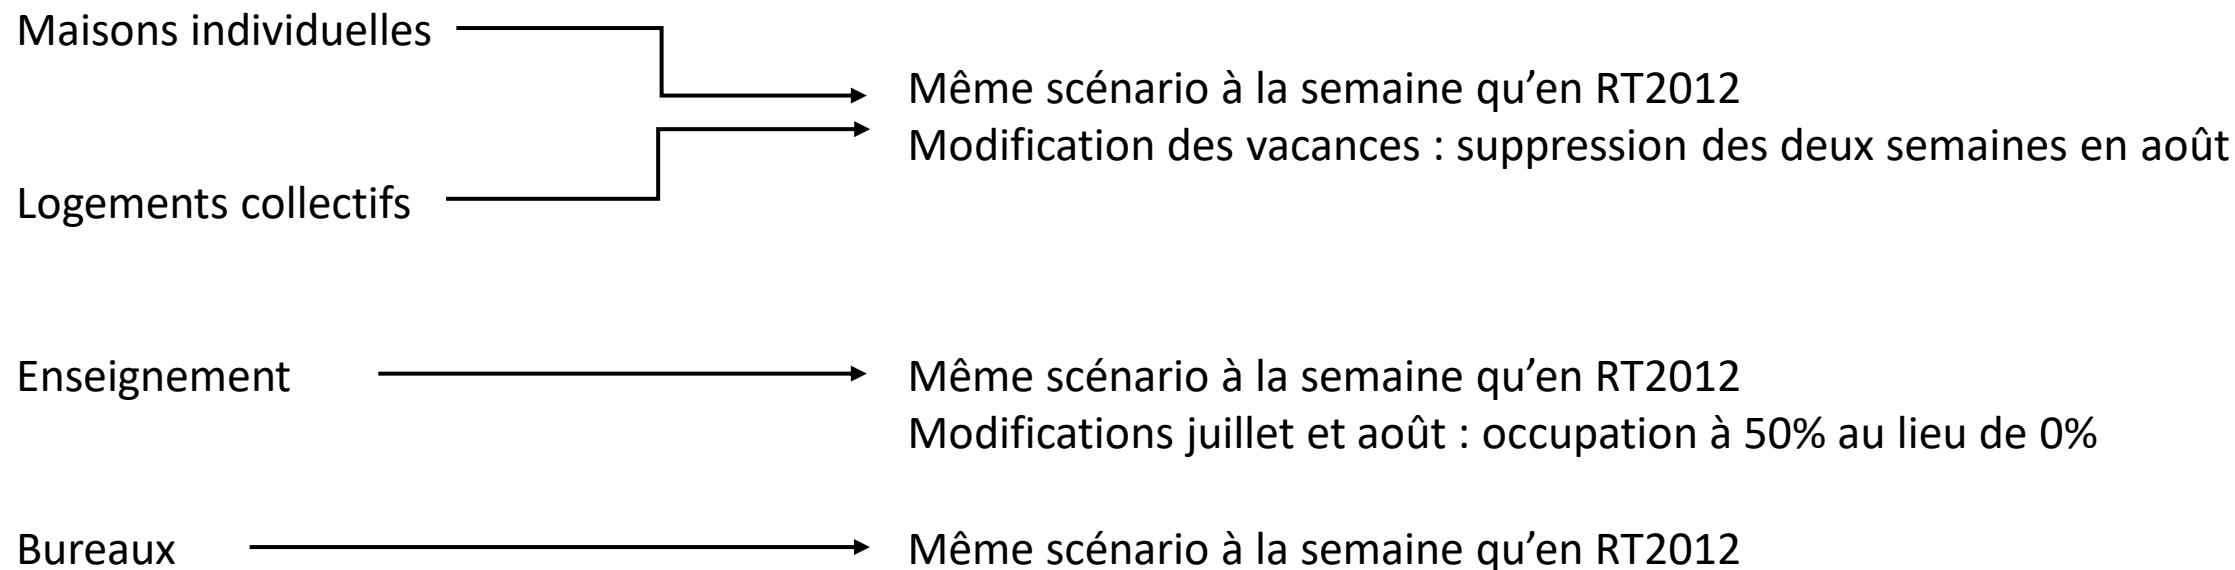 Maisons individuelles
Même scénario à la semaine qu’en RT2012
Modification des vacances : suppression des deux semaines en août
Logements collectifs
Enseignement
Même scénario à la semaine qu’en RT2012
Modifications juillet et août : occupation à 50% au lieu de 0%
Bureaux
Même scénario à la semaine qu’en RT2012